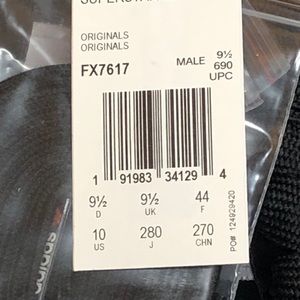 ORIGINALS
ORIGINALS
FX7617
MALE 9½
690
UPC
1 91983 34129 4
9½ 9½ 44
D UK F
10 280 270
US J CHN
PO# 124929420
adidas